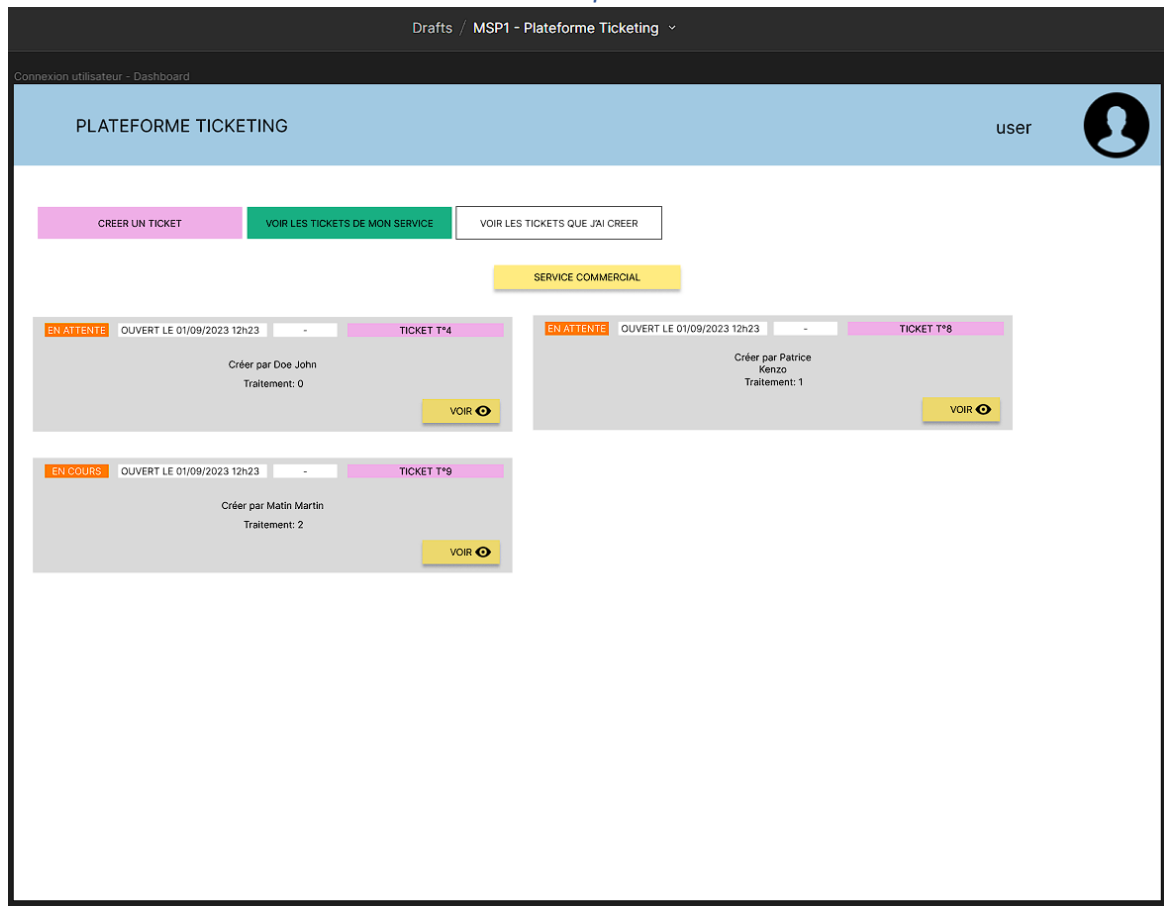 Drafts / MSP1 - Plateforme Ticketing
Connexion utilisateur - Dashboard
PLATEFORME TICKETING
user
CREER UN TICKET
VOIR LES TICKETS DE MON SERVICE
VOIR LES TICKETS QUE J'AI CREER
SERVICE COMMERCIAL
EN ATTENTE OUVERT LE 01/09/2023 12h23 - TICKET T°4
Créer par Doe John
Traitement: 0
VOIR
EN ATTENTE OUVERT LE 01/09/2023 12h23 - TICKET T°8
Créer par Patrice
Kenzo
Traitement: 1
VOIR
EN COURS OUVERT LE 01/09/2023 12h23 - TICKET T°9
Créer par Matin Martin
Traitement: 2
VOIR